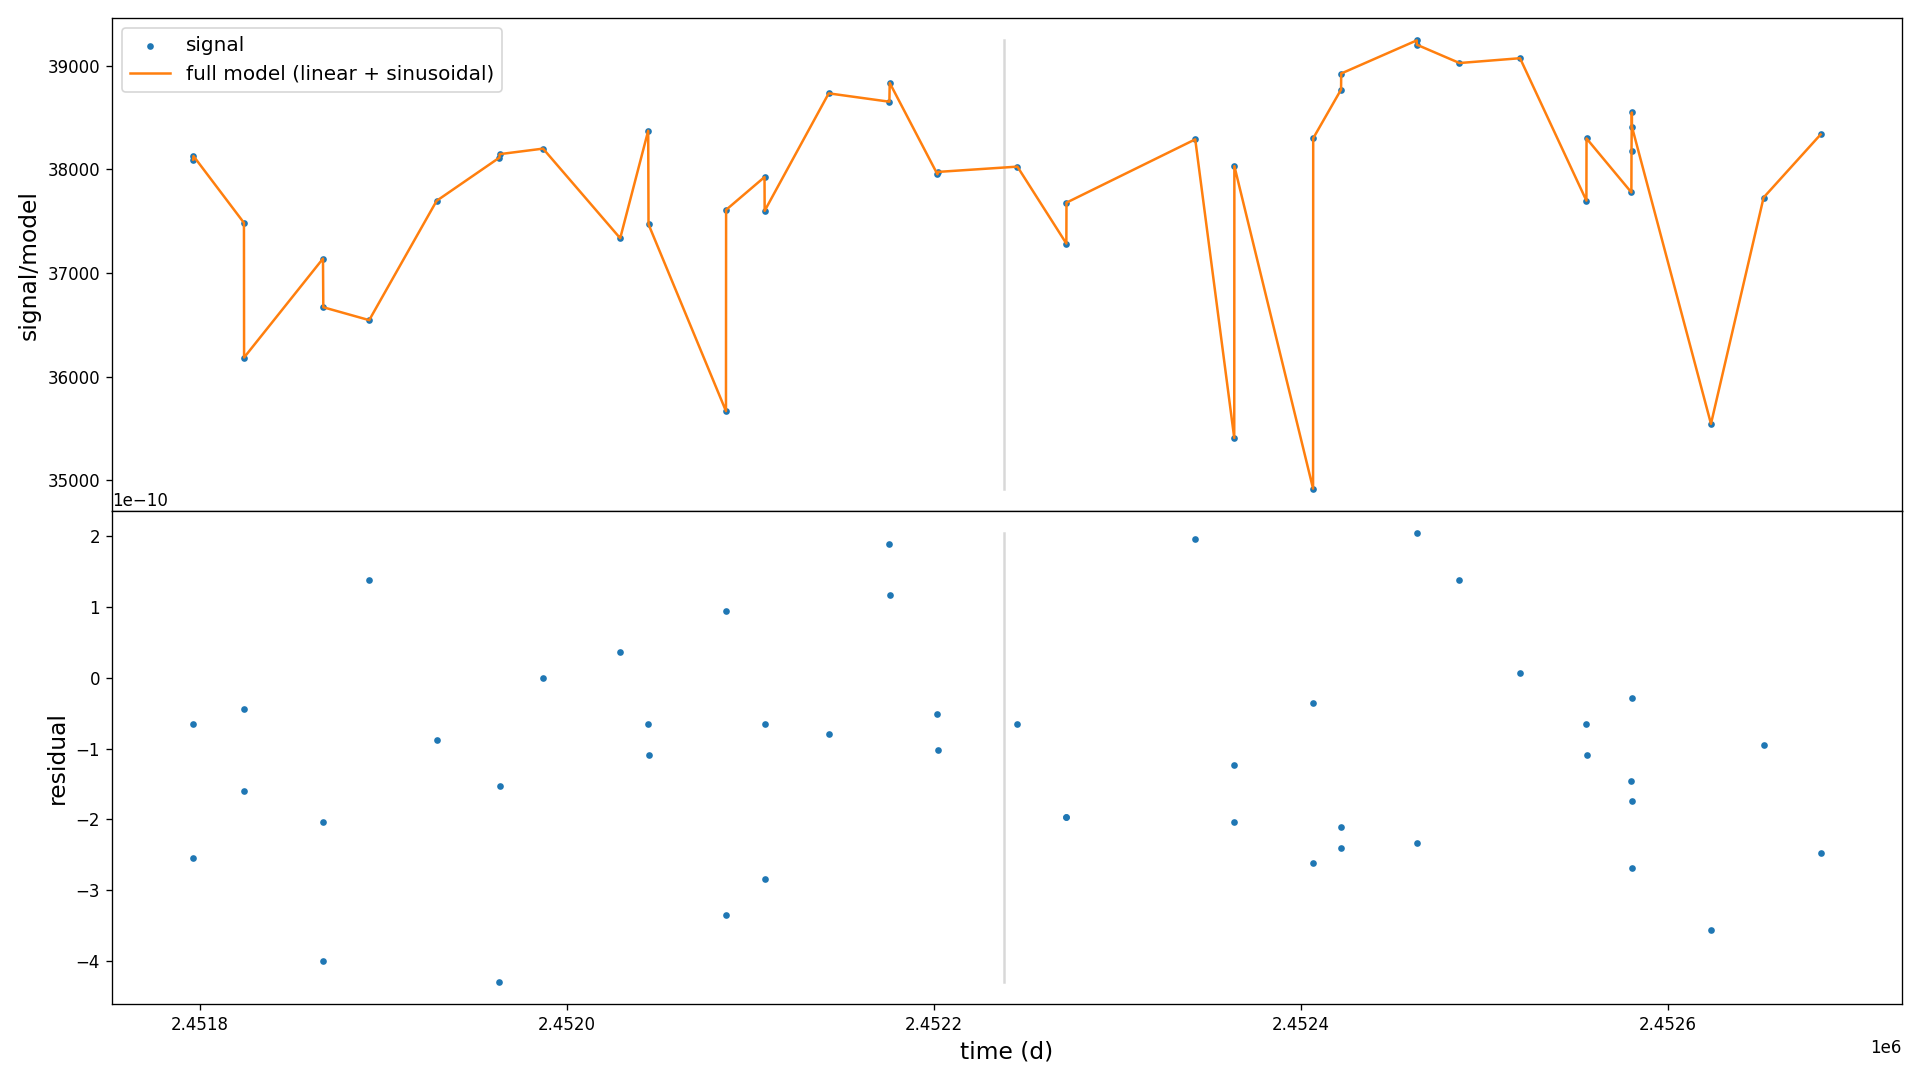 signal
full model (linear + sinusoidal)
39000
38000
37000
36000
35000
signal/model
1e−10
2
1
0
−1
−2
−3
−4
residual
2.4518
2.4520
2.4522
2.4524
2.4526
1e6
time (d)